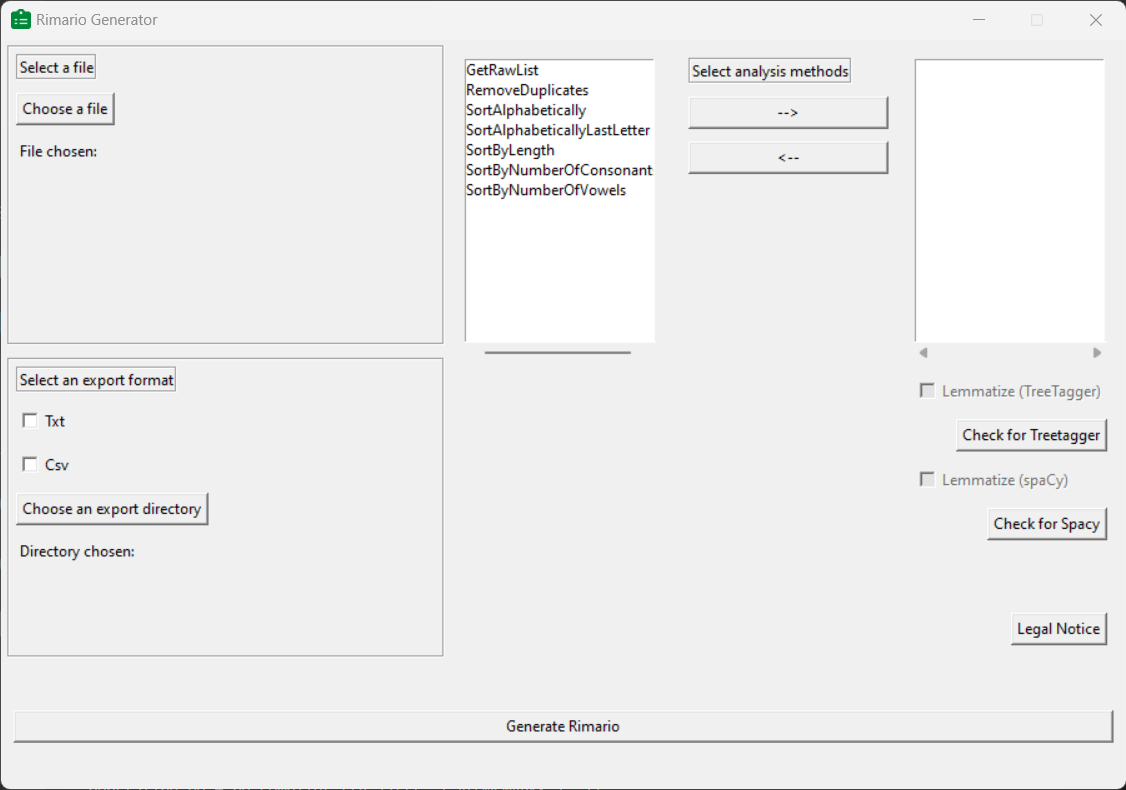 Rimario Generator
Select a file
Choose a file
File chosen:
GetRawList
RemoveDuplicates
SortAlphabetically
SortAlphabeticallyLastLetter
SortByLength
SortByNumberOfConsonant
SortByNumberOfVowels
Select analysis methods
-->
<--
Select an export format
Txt
Csv
Choose an export directory
Directory chosen:
Lemmatize (TreeTagger)
Check for Treetagger
Lemmatize (spaCy)
Check for Spacy
Legal Notice
Generate Rimario